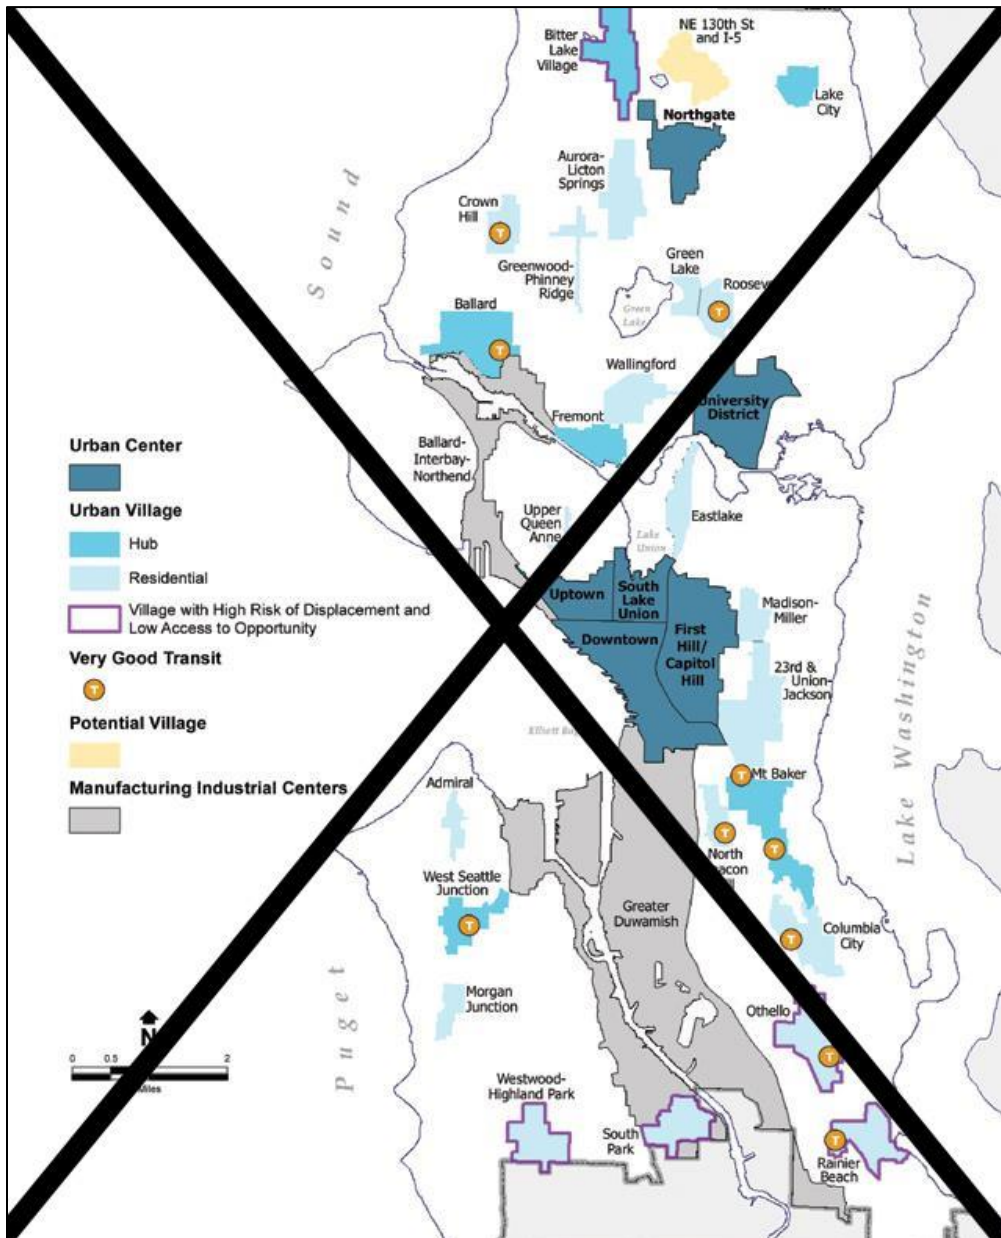 Bitter
Lake
Village
NE 130th St
and I-5
Lake
City
Northgate
Aurora-
Licton
Springs
Crown
Hill
T
Greenwood-
Phinney
Ridge
Green
Lake
T
Green
Lake
Sound
Ballard
T
Wallingford
University
District
Fremont
Ballard-
Interbay-
Northend
Upper
Queen
Anne
Eastlake
Lake
Union
Urban Center
Urban Village
Hub
Residential
Village with High Risk of Displacement and
Low Access to Opportunity
Very Good Transit
T
Potential Village
Manufacturing Industrial Centers
Uptown
South
Lake
Union
Downtown
First
Hill/
Capitol
Hill
Madison-
Miller
23rd &
Union-
Jackson
Lake Washington
Elliott
T
Mt Baker
T
North
T
Admiral
West Seattle
Junction
T
Greater
Duwamish
Columbia
City
T
Morgan
Junction
Puget
Othello
T
N
0 0.5 2
Miles
Westwood-
Highland Park
South
Park
T
Rainier
Beach